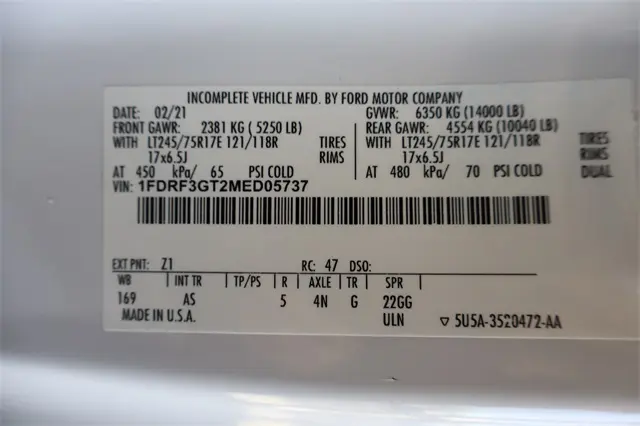 INCOMPLETE VEHICLE MFD. BY FORD MOTOR COMPANY
DATE: 02/21 GVWR: 6350 KG (14000 LB)
FRONT GAWR: 2381 KG ( 5250 LB) REAR GAWR: 4554 KG (10040 LB)
WITH LT245/75R17E 121/118R TIRES WITH LT245/75R17E 121/118R TIRES
17x6.5J RIMS 17x6.5J RIMS
AT 450 kPa/ 65 PSI COLD AT 480 kPa/ 70 PSI COLD DUAL
VIN: 1FDRF3GT2MED05737
EXT PNT: Z1 RC: 47 DSO:
WB INT TR TP/PS R AXLE TR SPR
169 AS 5 4N G 22GG
MADE IN U.S.A. ULN ▽ 5U5A-3520472-AA